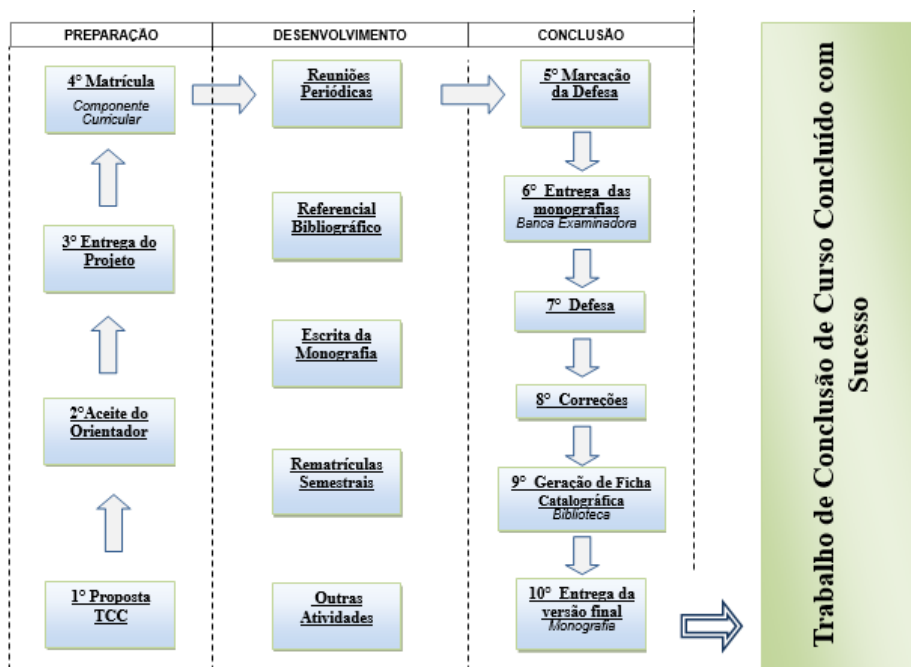 PREPARAÇÃO
DESENVOLVIMENTO
CONCLUSÃO
4° Matrícula
Componente
Curricular
3° Entrega do
Projeto
2°Aceite do
Orientador
1° Proposta
TCC
Reuniões
Periódicas
Referencial
Bibliográfico
Escrita da
Monografia
Rematrículas
Semestrais
Outras
Atividades
5° Marcação
da Defesa
6° Entrega das
monografias
Banca Examinadora
7° Defesa
8° Correções
9° Geração de Ficha
Catalográfica
Biblioteca
10° Entrega da
versão final
Monografia
Trabalho de Conclusão de Curso Concluído com
Sucesso